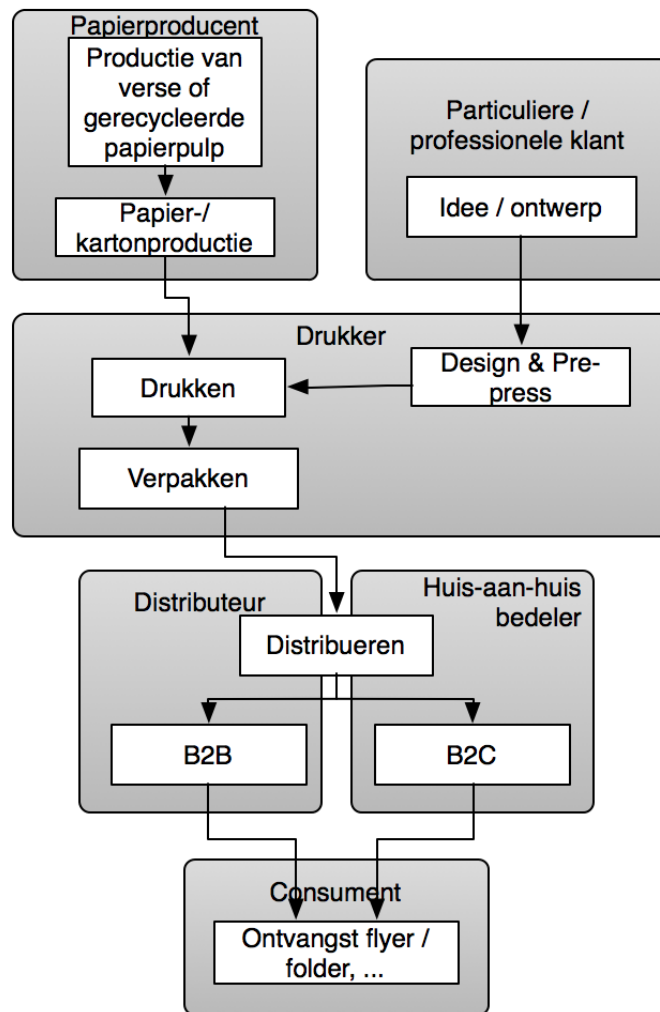 Papierproducent
Productie van
verse of
gerecycleerde
papierpulp
Papier-/
kartonproductie
Particuliere /
professionele klant
Idee / ontwerp
Drukker
Design & Pre-
press
Drukken
Verpakken
Distributeur
Huis-aan-huis
bedeler
Distribueren
B2B
B2C
Consument
Ontvangst flyer /
folder, ...